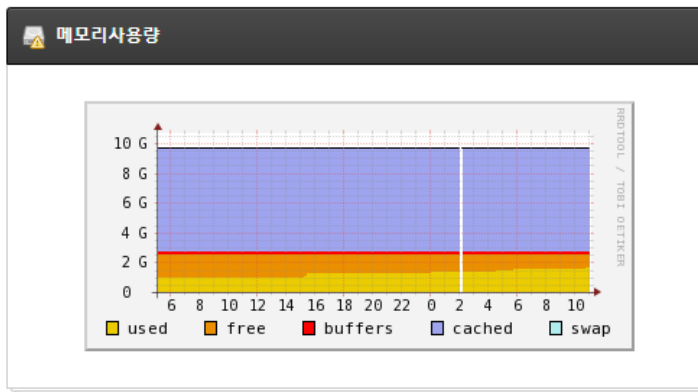 메모리사용량
RRDTOOL / TOBI OETIKER
10 G
8 G
6 G
4 G
2 G
0
6 8 10 12 14 16 18 20 22 0 2 4 6 8 10
used free buffers cached swap